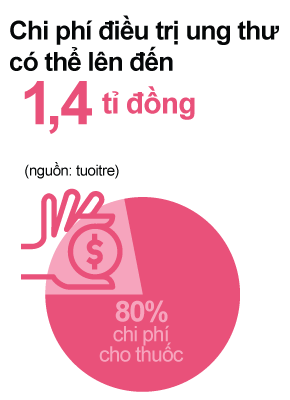 Chi phí điều trị ung thư
có thể lên đến
1,4 tỉ đồng
(nguồn: tuoitre)
$
80%
chi phí
cho thuốc